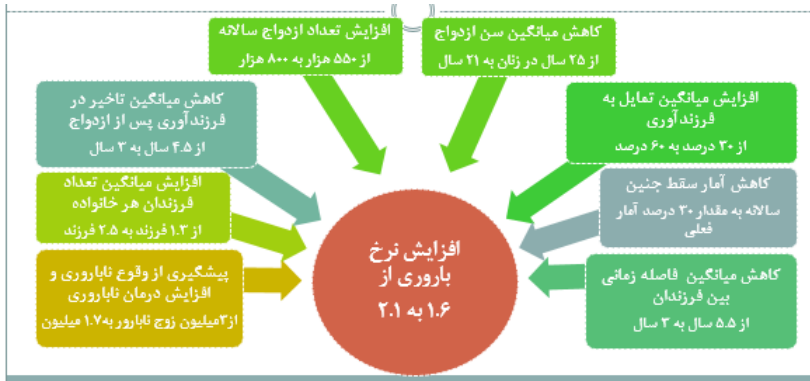 کاهش میانگین سن ازدواج
از ۲۵ سال در زنان به ۲۱ سال
افزایش تعداد ازدواج سالانه
از ۵۵۰ هزار به ۸۰۰ هزار
افزایش میانگین تمایل به
فرزندآوری
از ۳۰ درصد به ۶۰ درصد
کاهش میانگین تاخیر در
فرزندآوری پس از ازدواج
از ۴.۵ سال به ۳ سال
کاهش آمار سقط جنین
سالانه به مقدار ۳۰ درصد آمار
فعلی
افزایش میانگین تعداد
فرزندان هر خانواده
از ۱.۳ فرزند به ۲.۵ فرزند
کاهش میانگین فاصله زمانی
بین فرزندان
از ۵.۵ سال به ۳ سال
پیشگیری از وقوع ناباروری و
افزایش درمان ناباروری
از ۳میلیون زوج نابارور به ۱.۷ میلیون
افزایش نرخ
باروری از
۱.۶ به ۲.۱